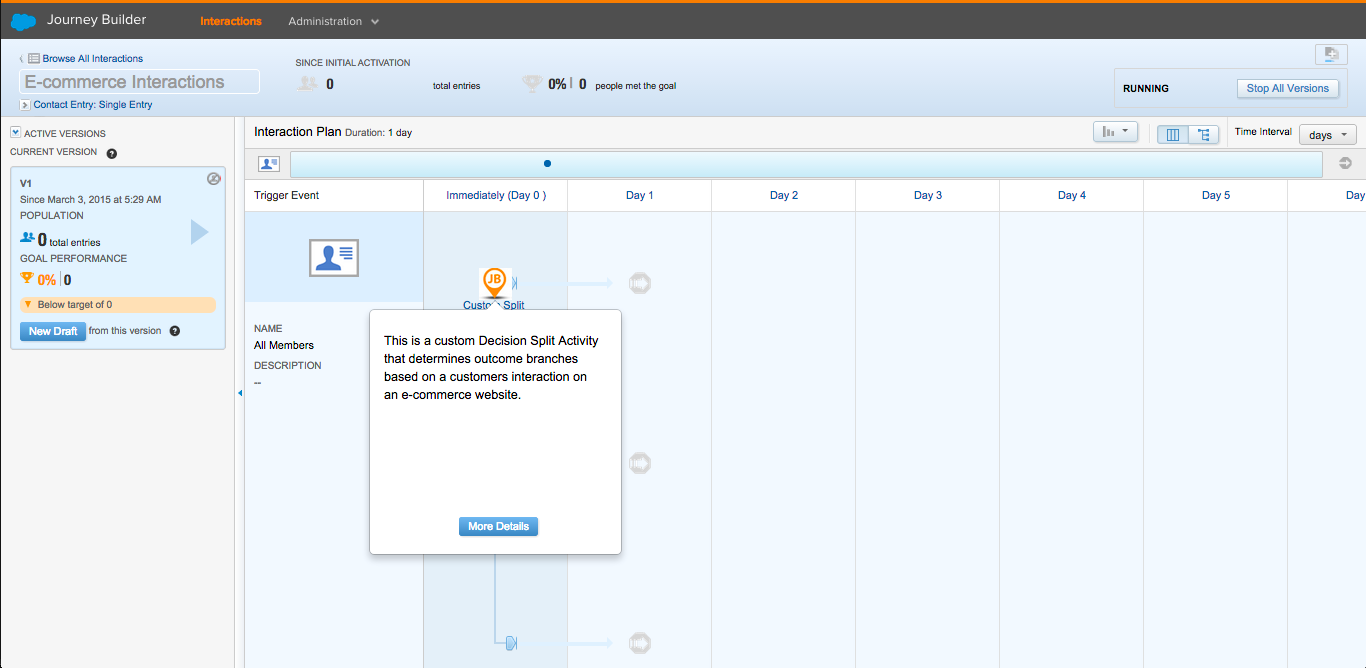 Journey Builder
Interactions
Administration
Browse All Interactions
E-commerce Interactions
Contact Entry: Single Entry
SINCE INITIAL ACTIVATION
0
total entries
0% | 0
people met the goal
RUNNING
Stop All Versions
ACTIVE VERSIONS
CURRENT VERSION ?
V1
Since March 3, 2015 at 5:29 AM
POPULATION
0 total entries
GOAL PERFORMANCE
0% | 0
Below target of 0
New Draft from this version ?
Interaction Plan Duration: 1 day
Time Interval
days
Trigger Event
Immediately (Day 0 )
Day 1
Day 2
Day 3
Day 4
Day 5
Day
JB
Custom Split
NAME
All Members
DESCRIPTION
--
This is a custom Decision Split Activity
that determines outcome branches
based on a customers interaction on
an e-commerce website.
More Details